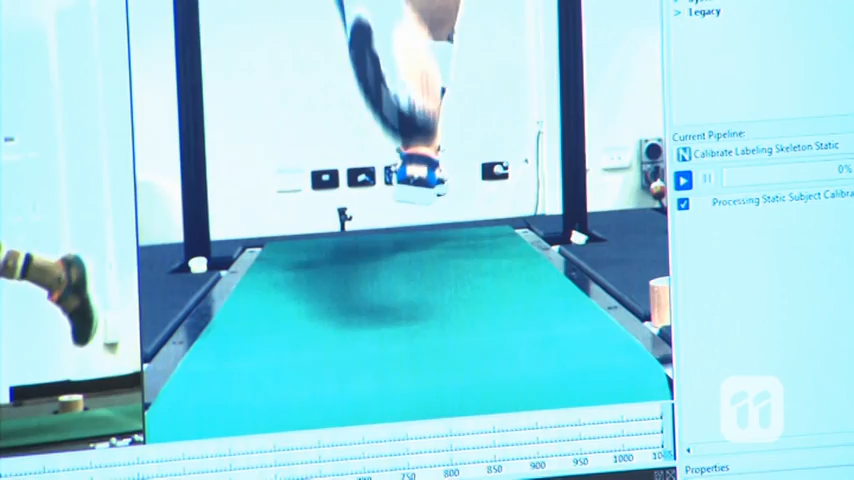 > Legacy
Current Pipeline:
N Calibrate Labeling Skeleton Static
0%
Processing Static Subject Calibra
750 800 850 900 950 1000
Properties